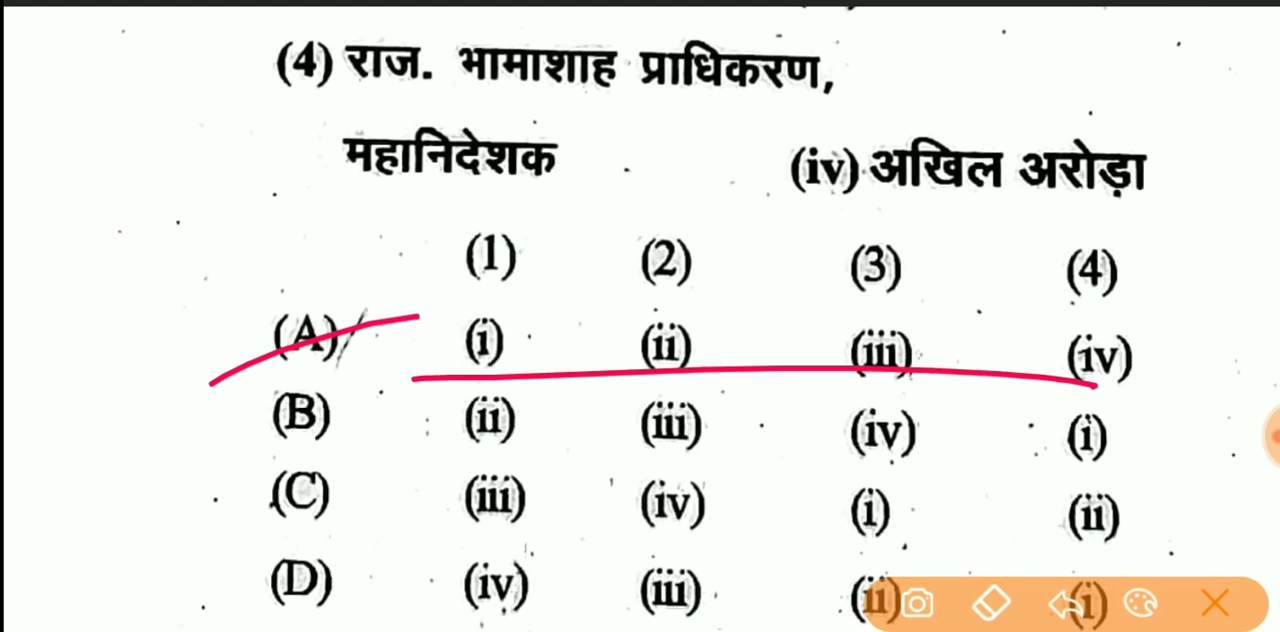 (4) राज. भामाशाह प्राधिकरण,
महानिदेशक (iv) अखिल अरोड़ा
(1) (2) (3) (4)
(A) (i) (ii) (iii) (iv)
(B) (ii) (iii) (iv) (i)
(C) (iii) (iv) (i) (ii)
(D) (iv) (iii) (ii) (i)